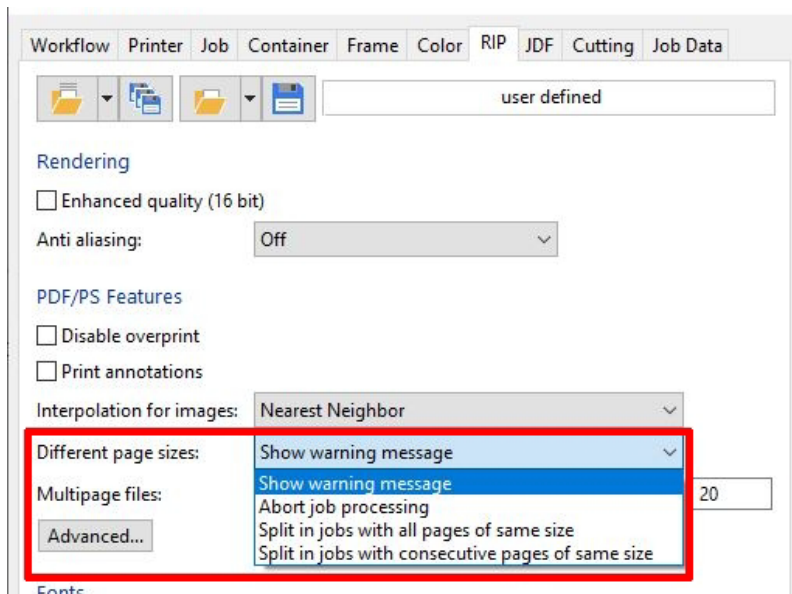 Workflow Printer Job Container Frame Color RIP JDF Cutting Job Data
user defined
Rendering
Enhanced quality (16 bit)
Anti aliasing: Off
PDF/PS Features
Disable overprint
Print annotations
Interpolation for images: Nearest Neighbor
Different page sizes: Show warning message
Show warning message
Multipage files: 20
Abort job processing
Split in jobs with all pages of same size
Advanced...
Split in jobs with consecutive pages of same size
Fonts